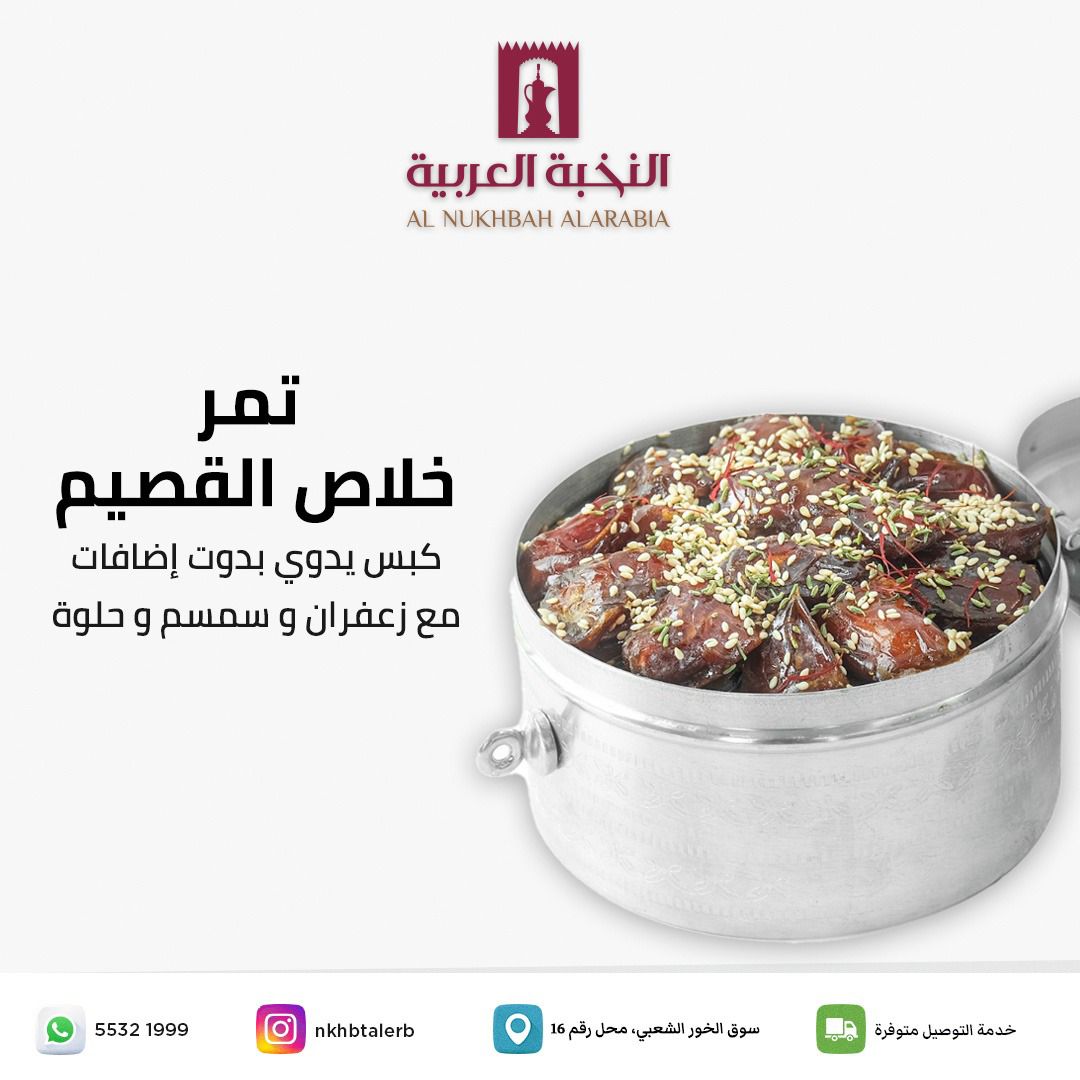 النخبة العربية
AL NUKHBAH ALARABIA
تمر
خلاص القصيم
كبس يدوي بدوت إضافات
مع زعفران و سمسم و حلوة
5532 1999
nkhbtalerb
سوق الخور الشعبي، محل رقم 16
خدمة التوصيل متوفرة